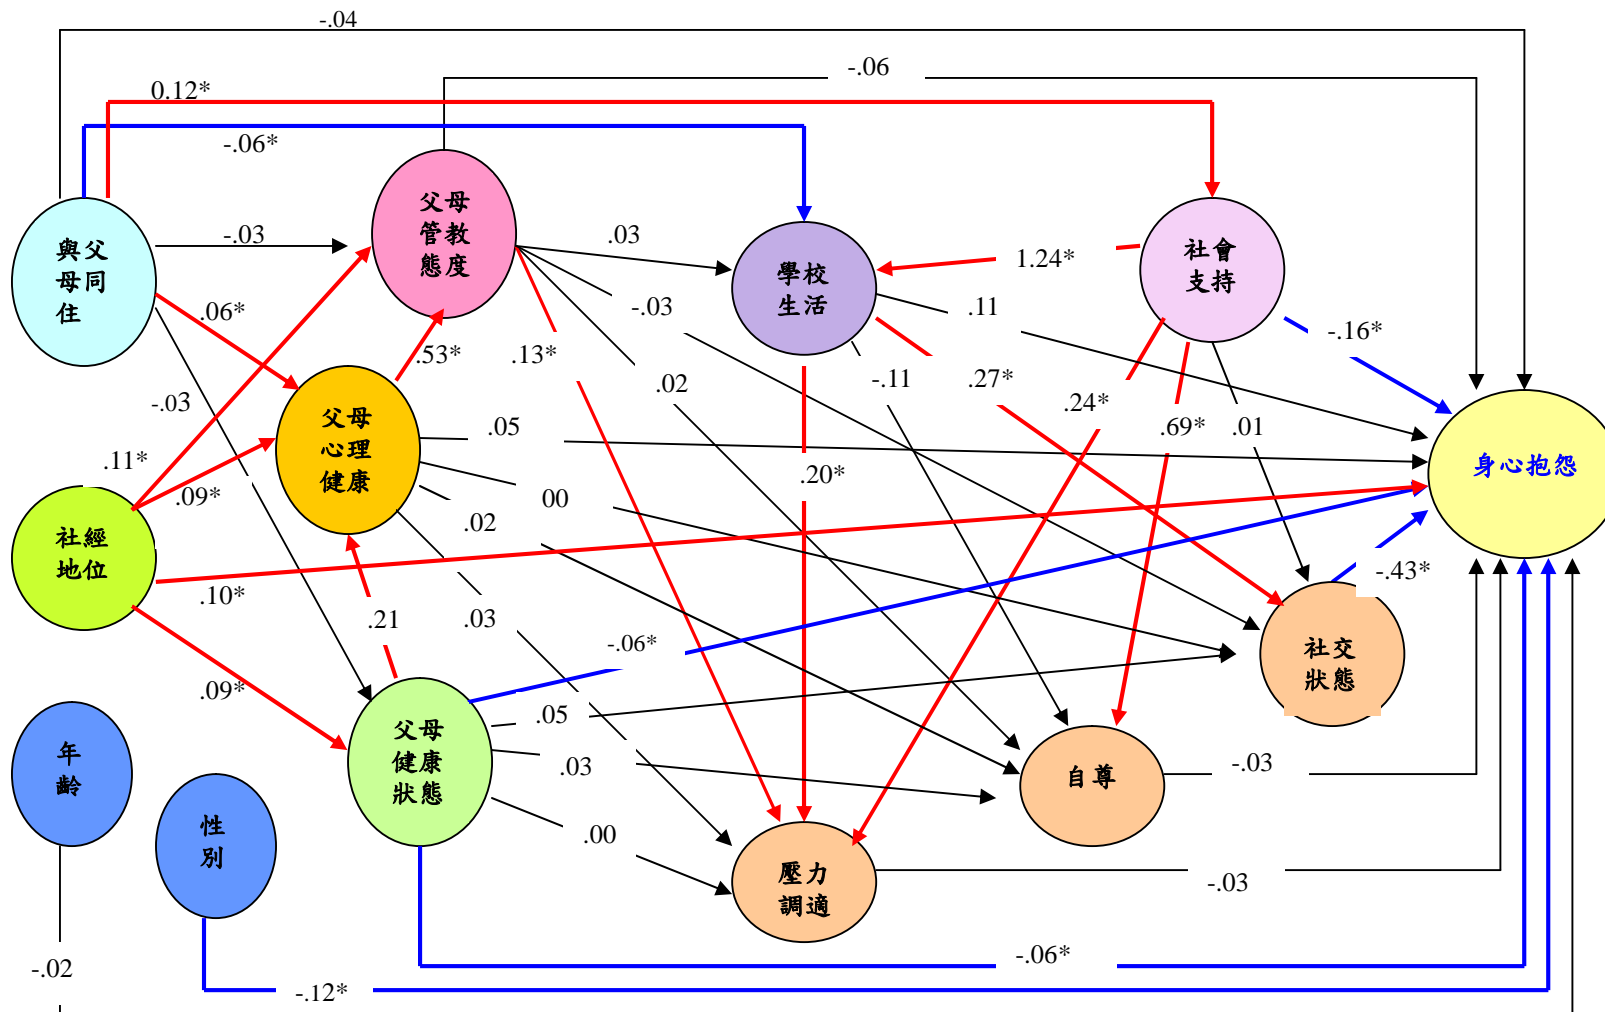 -.04
-.06
0.12*
-.06*
父母
管教
態度
與父
母同
住
-.03
.03
學校
生活
1.24*
社會
支持
-.03
.11
-.16*
.06*
.53*
.13*
.02
-.11
.27*
.24*
.69*
.01
-.03
父母
心理
健康
.05
身心抱怨
.11*
.09*
.20*
00
.02
社經
地位
-.43*
.10*
.21
.03
-.06*
社交
狀態
.09*
父母
健康
狀態
.05
.03
自尊
-.03
年
齡
性
別
.00
壓力
調適
-.03
-.06*
-.02
-.12*